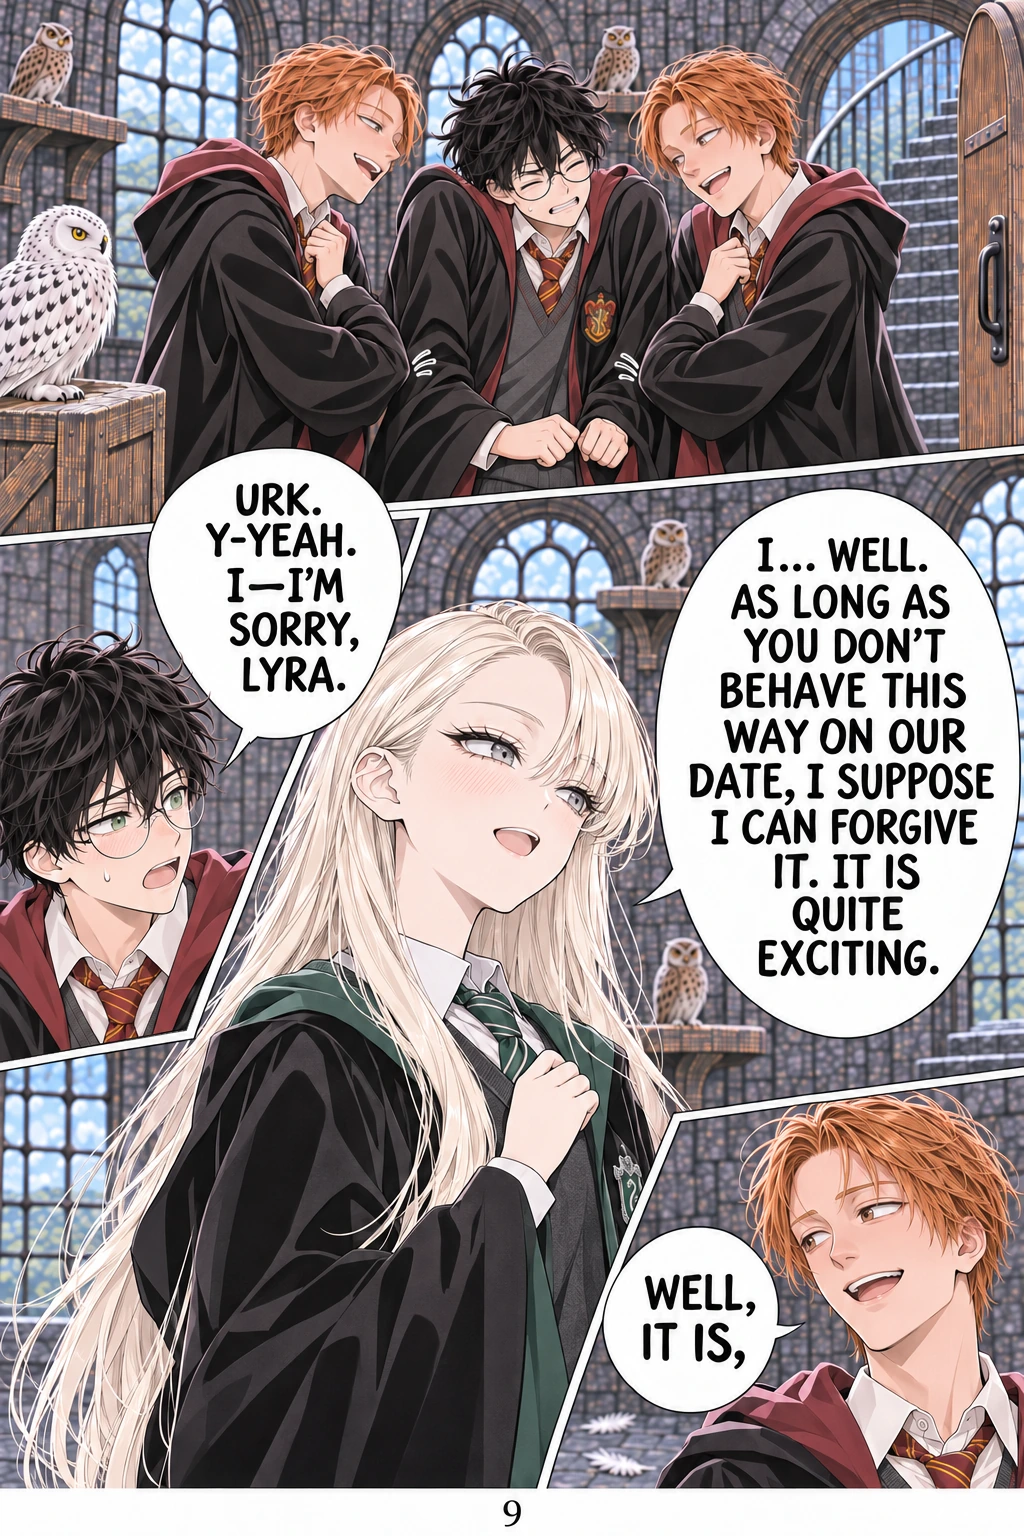 URK.
Y-YEAH.
I—I'M
SORRY,
LYRA.
I... WELL.
AS LONG AS
YOU DON'T
BEHAVE THIS
WAY ON OUR
DATE, I SUPPOSE
I CAN FORGIVE
IT. IT IS
QUITE
EXCITING.
WELL,
IT IS,
9